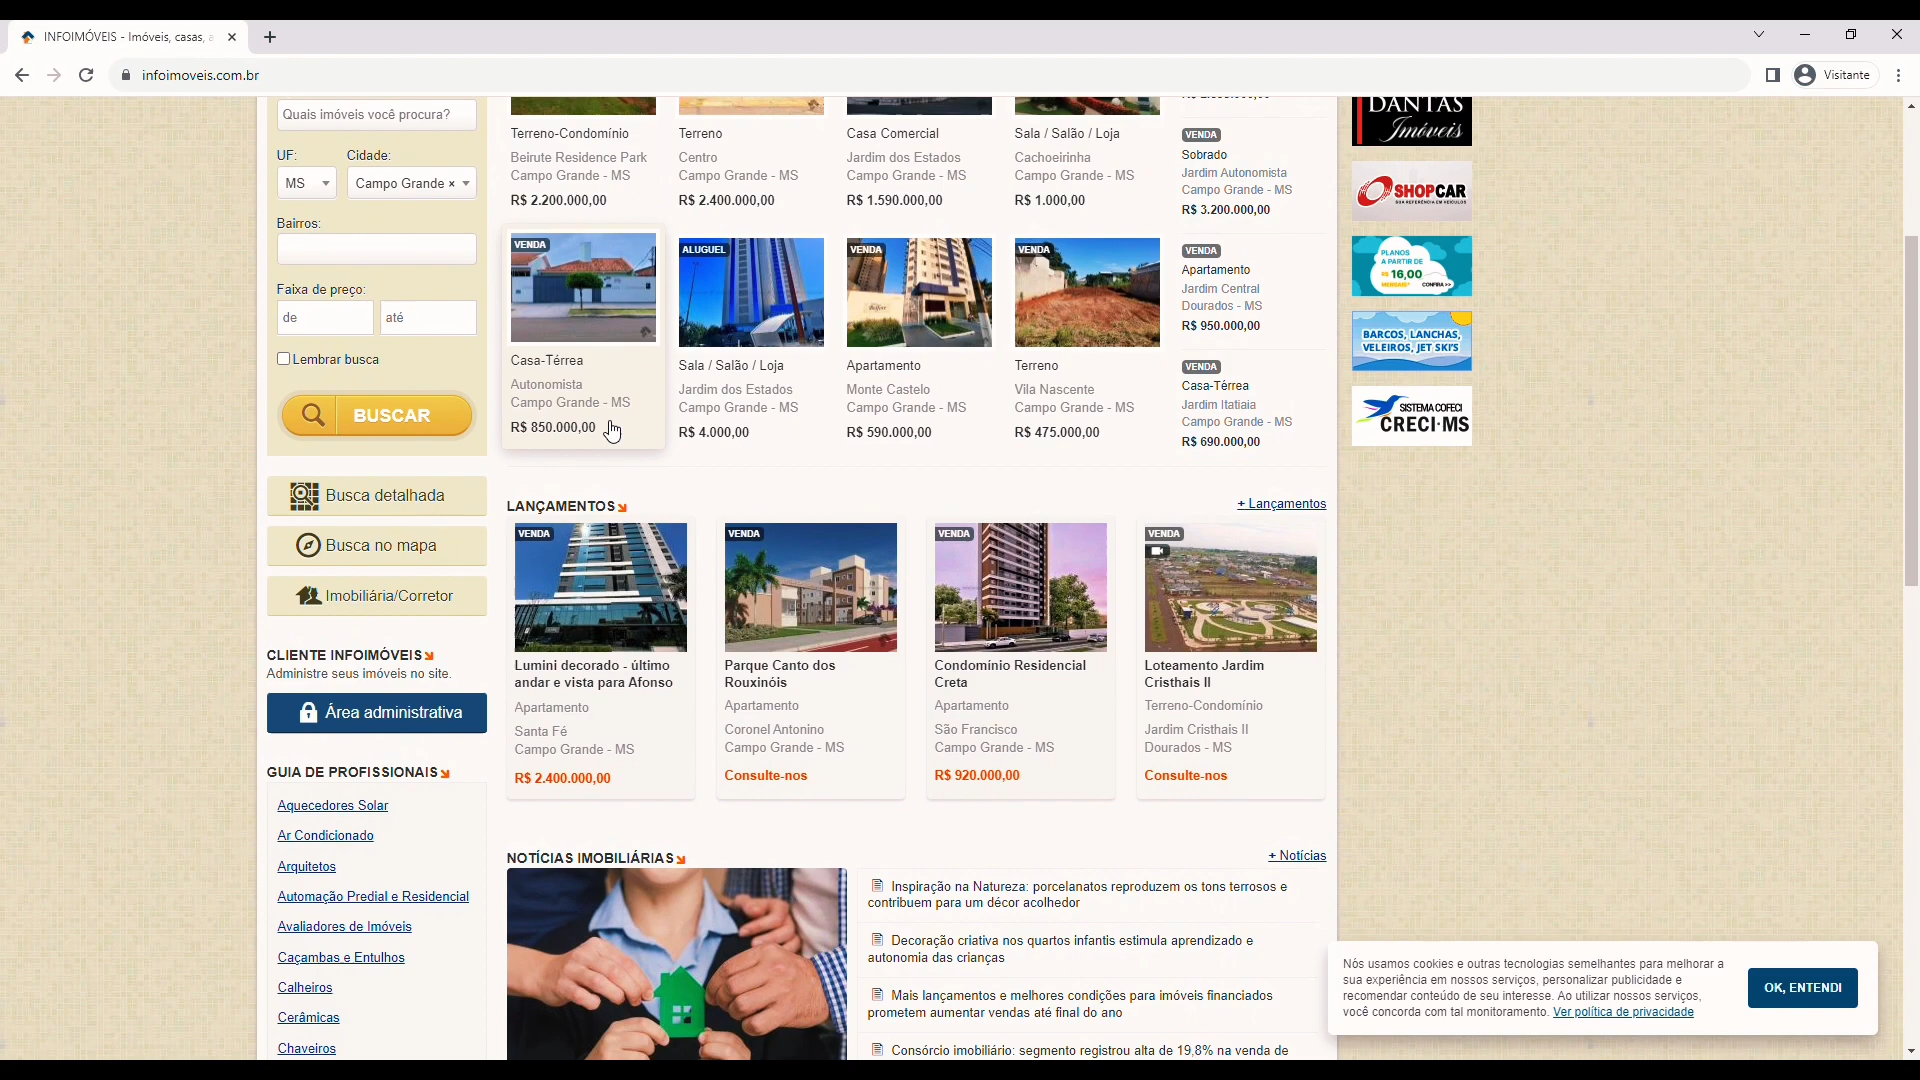 INFOIMÓVEIS - Imóveis, casas, a
infoimoveis.com.br
Visitante
Quais imóveis você procura?
UF:
Cidade:
MS
Campo Grande ×
Bairros:
Faixa de preço:
de
até
Lembrar busca
BUSCAR
Busca detalhada
Busca no mapa
Imobiliária/Corretor
CLIENTE INFOIMÓVEIS
Administre seus imóveis no site.
Área administrativa
GUIA DE PROFISSIONAIS
Aquecedores Solar
Ar Condicionado
Arquitetos
Automação Predial e Residencial
Avaliadores de Imóveis
Caçambas e Entulhos
Calheiros
Cerâmicas
Chaveiros
Terreno-Condomínio
Beirute Residence Park
Campo Grande - MS
R$ 2.200.000,00
Terreno
Centro
Campo Grande - MS
R$ 2.400.000,00
Casa Comercial
Jardim dos Estados
Campo Grande - MS
R$ 1.590.000,00
Sala / Salão / Loja
Cachoeirinha
Campo Grande - MS
R$ 1.000,00
VENDA
Casa-Térrea
Autonomista
Campo Grande - MS
R$ 850.000,00
ALUGUEL
Sala / Salão / Loja
Jardim dos Estados
Campo Grande - MS
R$ 4.000,00
VENDA
Apartamento
Monte Castelo
Campo Grande - MS
R$ 590.000,00
VENDA
Terreno
Vila Nascente
Campo Grande - MS
R$ 475.000,00
VENDA
Sobrado
Jardim Autonomista
Campo Grande - MS
R$ 3.200.000,00
VENDA
Apartamento
Jardim Central
Dourados - MS
R$ 950.000,00
VENDA
Casa-Térrea
Jardim Itatiaia
Campo Grande - MS
R$ 690.000,00
LANÇAMENTOS
+ Lançamentos
VENDA
Lumini decorado - último
andar e vista para Afonso
Apartamento
Santa Fé
Campo Grande - MS
R$ 2.400.000,00
VENDA
Parque Canto dos
Rouxinóis
Apartamento
Coronel Antonino
Campo Grande - MS
Consulte-nos
VENDA
Condomínio Residencial
Creta
Apartamento
São Francisco
Campo Grande - MS
R$ 920.000,00
VENDA
Loteamento Jardim
Cristhais II
Terreno-Condomínio
Jardim Cristhais II
Dourados - MS
Consulte-nos
NOTÍCIAS IMOBILIÁRIAS
+ Notícias
Inspiração na Natureza: porcelanatos reproduzem os tons terrosos e
contribuem para um décor acolhedor
Decoração criativa nos quartos infantis estimula aprendizado e
autonomia das crianças
Mais lançamentos e melhores condições para imóveis financiados
prometem aumentar vendas até final do ano
Consórcio imobiliário: segmento registrou alta de 19,8% na venda de
DANTAS
Imóveis
SHOPCAR
SUA REFERÊNCIA EM VEÍCULOS
PLANOS
A PARTIR DE
R$ 16,00
MENSAIS*
CONFIRA >>
BARCOS, LANCHAS,
VELEIROS, JET SKI'S
SISTEMA COFECI
CRECI-MS
Nós usamos cookies e outras tecnologias semelhantes para melhorar a
sua experiência em nossos serviços, personalizar publicidade e
recomendar conteúdo de seu interesse. Ao utilizar nossos serviços,
você concorda com tal monitoramento. Ver política de privacidade
OK, ENTENDI